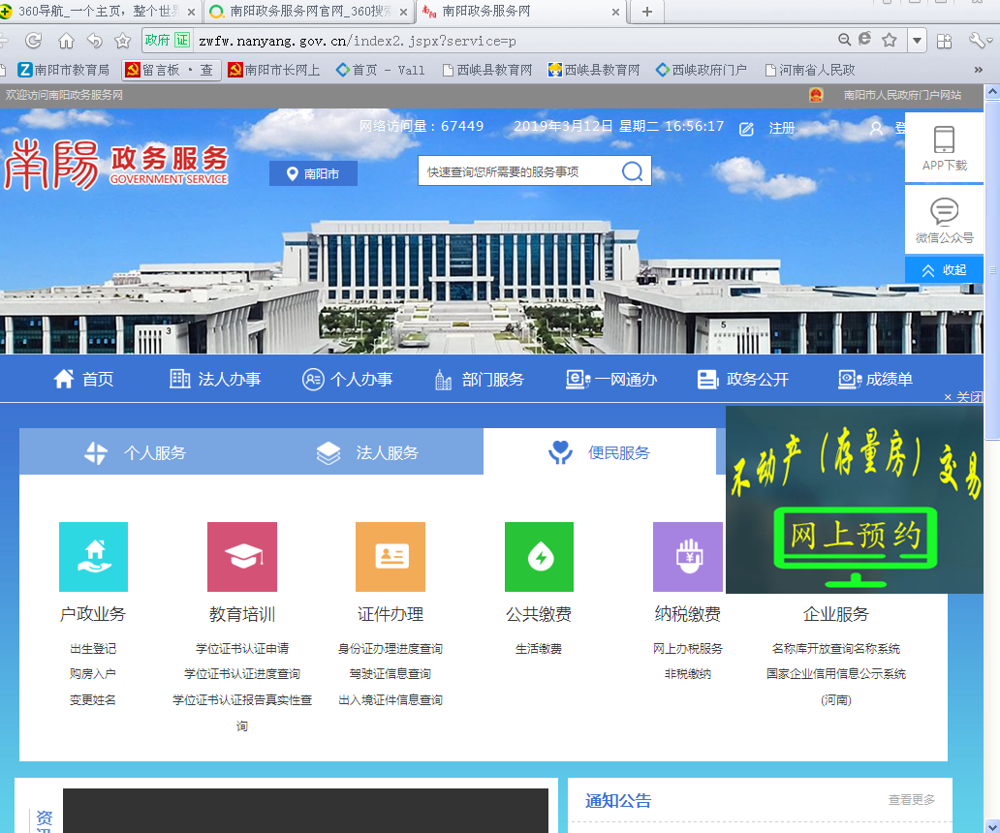 360导航_一个主页，整个世界
南阳政务服务网官网_360搜索
南阳政务服务网
政府 证 zwfw.nanyang.gov.cn/index2.jspx?service=p
南阳市教育局 留言板 · 查 南阳市长网上 首页 - Vall 西峡县教育网 西峡县教育网 西峡政府门户 河南省人民政 »
欢迎访问南阳政务服务网 南阳市人民政府门户网站
网络访问量：67449 2019年3月12日 星期二 16:56:17 注册 登
南陽 政务服务
GOVERNMENT SERVICE
南阳市
快速查询您所需要的服务事项
APP下载
微信公众号
收起
3
5
首页 法人办事 个人办事 部门服务 一网通办 政务公开 成绩单
× 关闭
个人服务 法人服务 便民服务
不动产（存量房）交易
网上预约
户政业务 教育培训 证件办理 公共缴费 纳税缴费 企业服务
出生登记 学位证书认证申请 身份证办理进度查询 生活缴费 网上办税服务 名称库开放查询名称系统
购房入户 学位证书认证进度查询 驾驶证信息查询 非税缴纳 国家企业信用信息公示系统
变更姓名 学位证书认证报告真实性查 出入境证件信息查询 (河南)
询
资
通知公告 查看更多